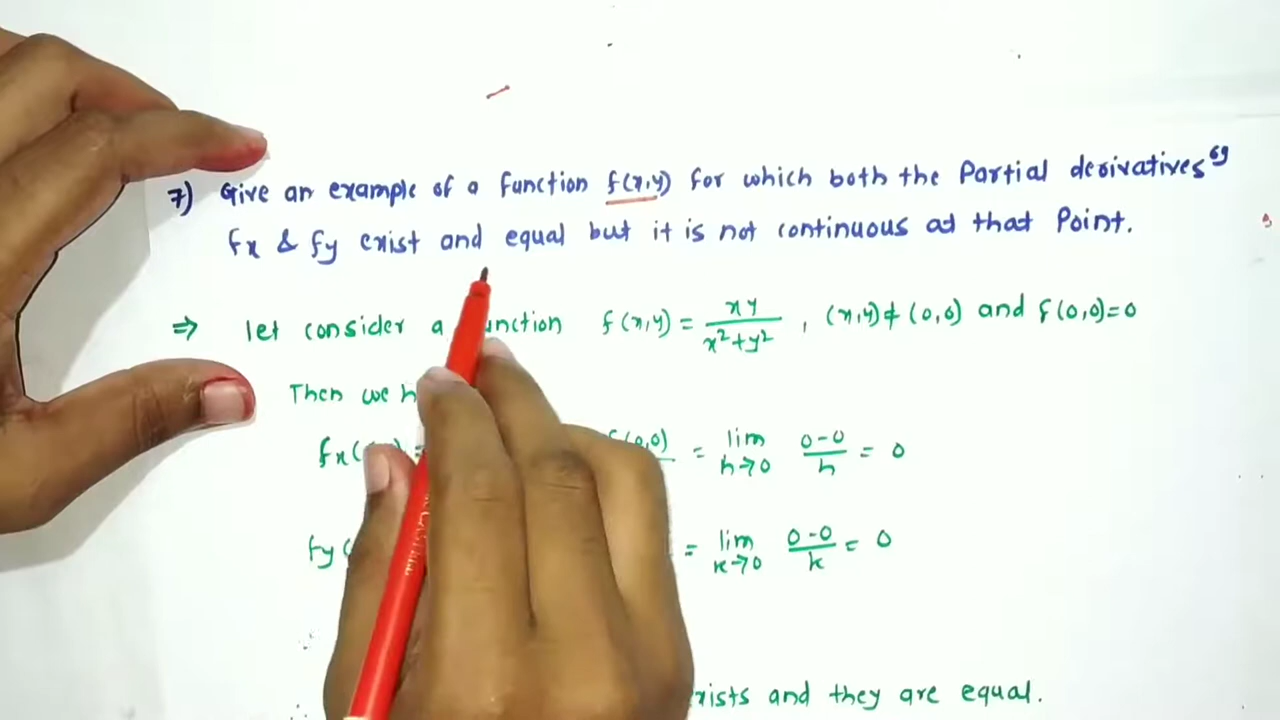 7) Give an example of a function f(x,y) for which both the Partial derivatives
fx & fy exist and equal but it is not continuous at that Point.
⇒ let consider a function f(x,y) = xy / x²+y² , (x,y) ≠ (0,0) and f(0,0)=0
Then we
fx( = f(0,0) = lim h→0 0-0 / h = 0
fy( = lim k→0 0-0 / k = 0
and they are equal.